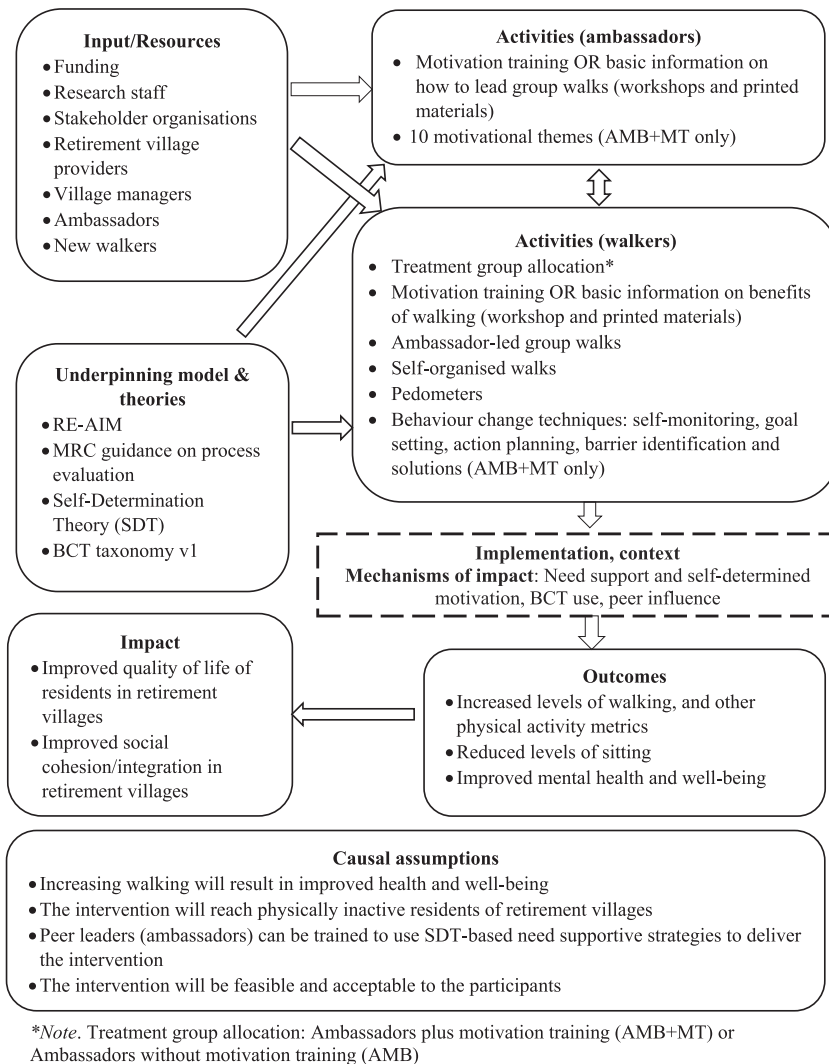 Input/Resources
•Funding
•Research staff
•Stakeholder organisations
•Retirement village
providers
•Village managers
•Ambassadors
•New walkers
Activities (ambassadors)
• Motivation training OR basic information on
how to lead group walks (workshops and printed
materials)
• 10 motivational themes (AMB+MT only)
Activities (walkers)
• Treatment group allocation*
• Motivation training OR basic information on benefits
of walking (workshop and printed materials)
• Ambassador-led group walks
• Self-organised walks
• Pedometers
• Behaviour change techniques: self-monitoring, goal
setting, action planning, barrier identification and
solutions (AMB+MT only)
Underpinning model &
theories
•RE-AIM
•MRC guidance on process
evaluation
•Self-Determination
Theory (SDT)
•BCT taxonomy v1
Implementation, context
Mechanisms of impact: Need support and self-determined
motivation, BCT use, peer influence
Impact
•Improved quality of life of
residents in retirement
villages
•Improved social
cohesion/integration in
retirement villages
Outcomes
•Increased levels of walking, and other
physical activity metrics
•Reduced levels of sitting
•Improved mental health and well-being
Causal assumptions
•Increasing walking will result in improved health and well-being
•The intervention will reach physically inactive residents of retirement villages
•Peer leaders (ambassadors) can be trained to use SDT-based need supportive strategies to deliver
the intervention
•The intervention will be feasible and acceptable to the participants
*Note. Treatment group allocation: Ambassadors plus motivation training (AMB+MT) or
Ambassadors without motivation training (AMB)